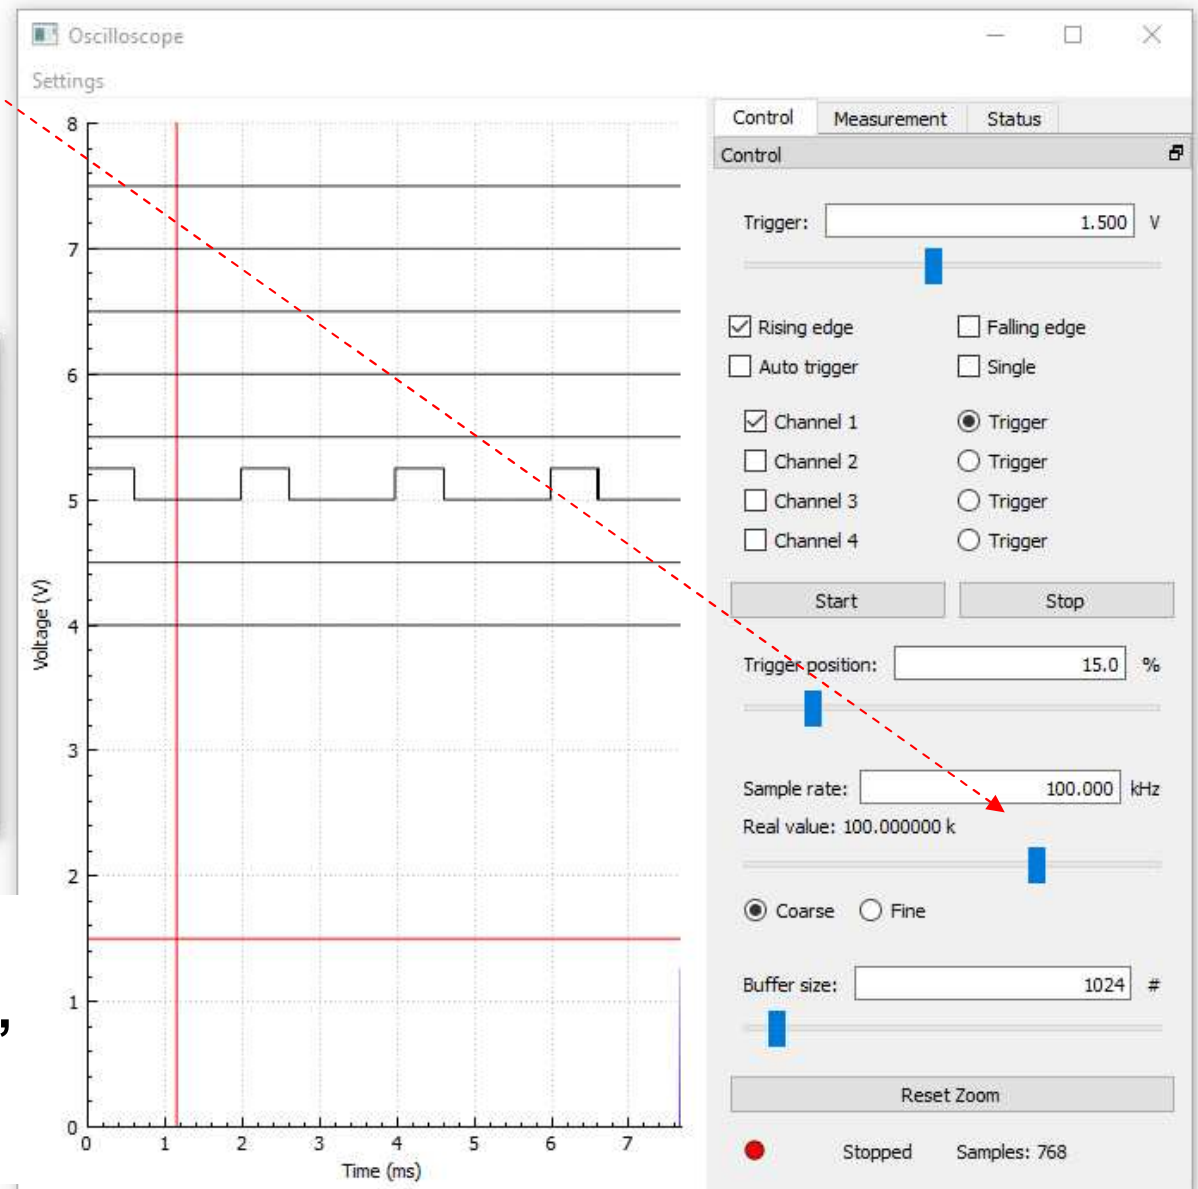 Oscilloscope
Settings
8
7
6
5
4
3
2
1
0
Voltage (V)
0 1 2 3 4 5 6 7
Time (ms)
Control Measurement Status
Control
Trigger: 1.500 V
Rising edge Falling edge
Auto trigger Single
Channel 1 Trigger
Channel 2 Trigger
Channel 3 Trigger
Channel 4 Trigger
Start Stop
Trigger position: 15.0 %
Sample rate: 100.000 kHz
Real value: 100.000000 k
Coarse Fine
Buffer size: 1024 #
Reset Zoom
Stopped Samples: 768
,